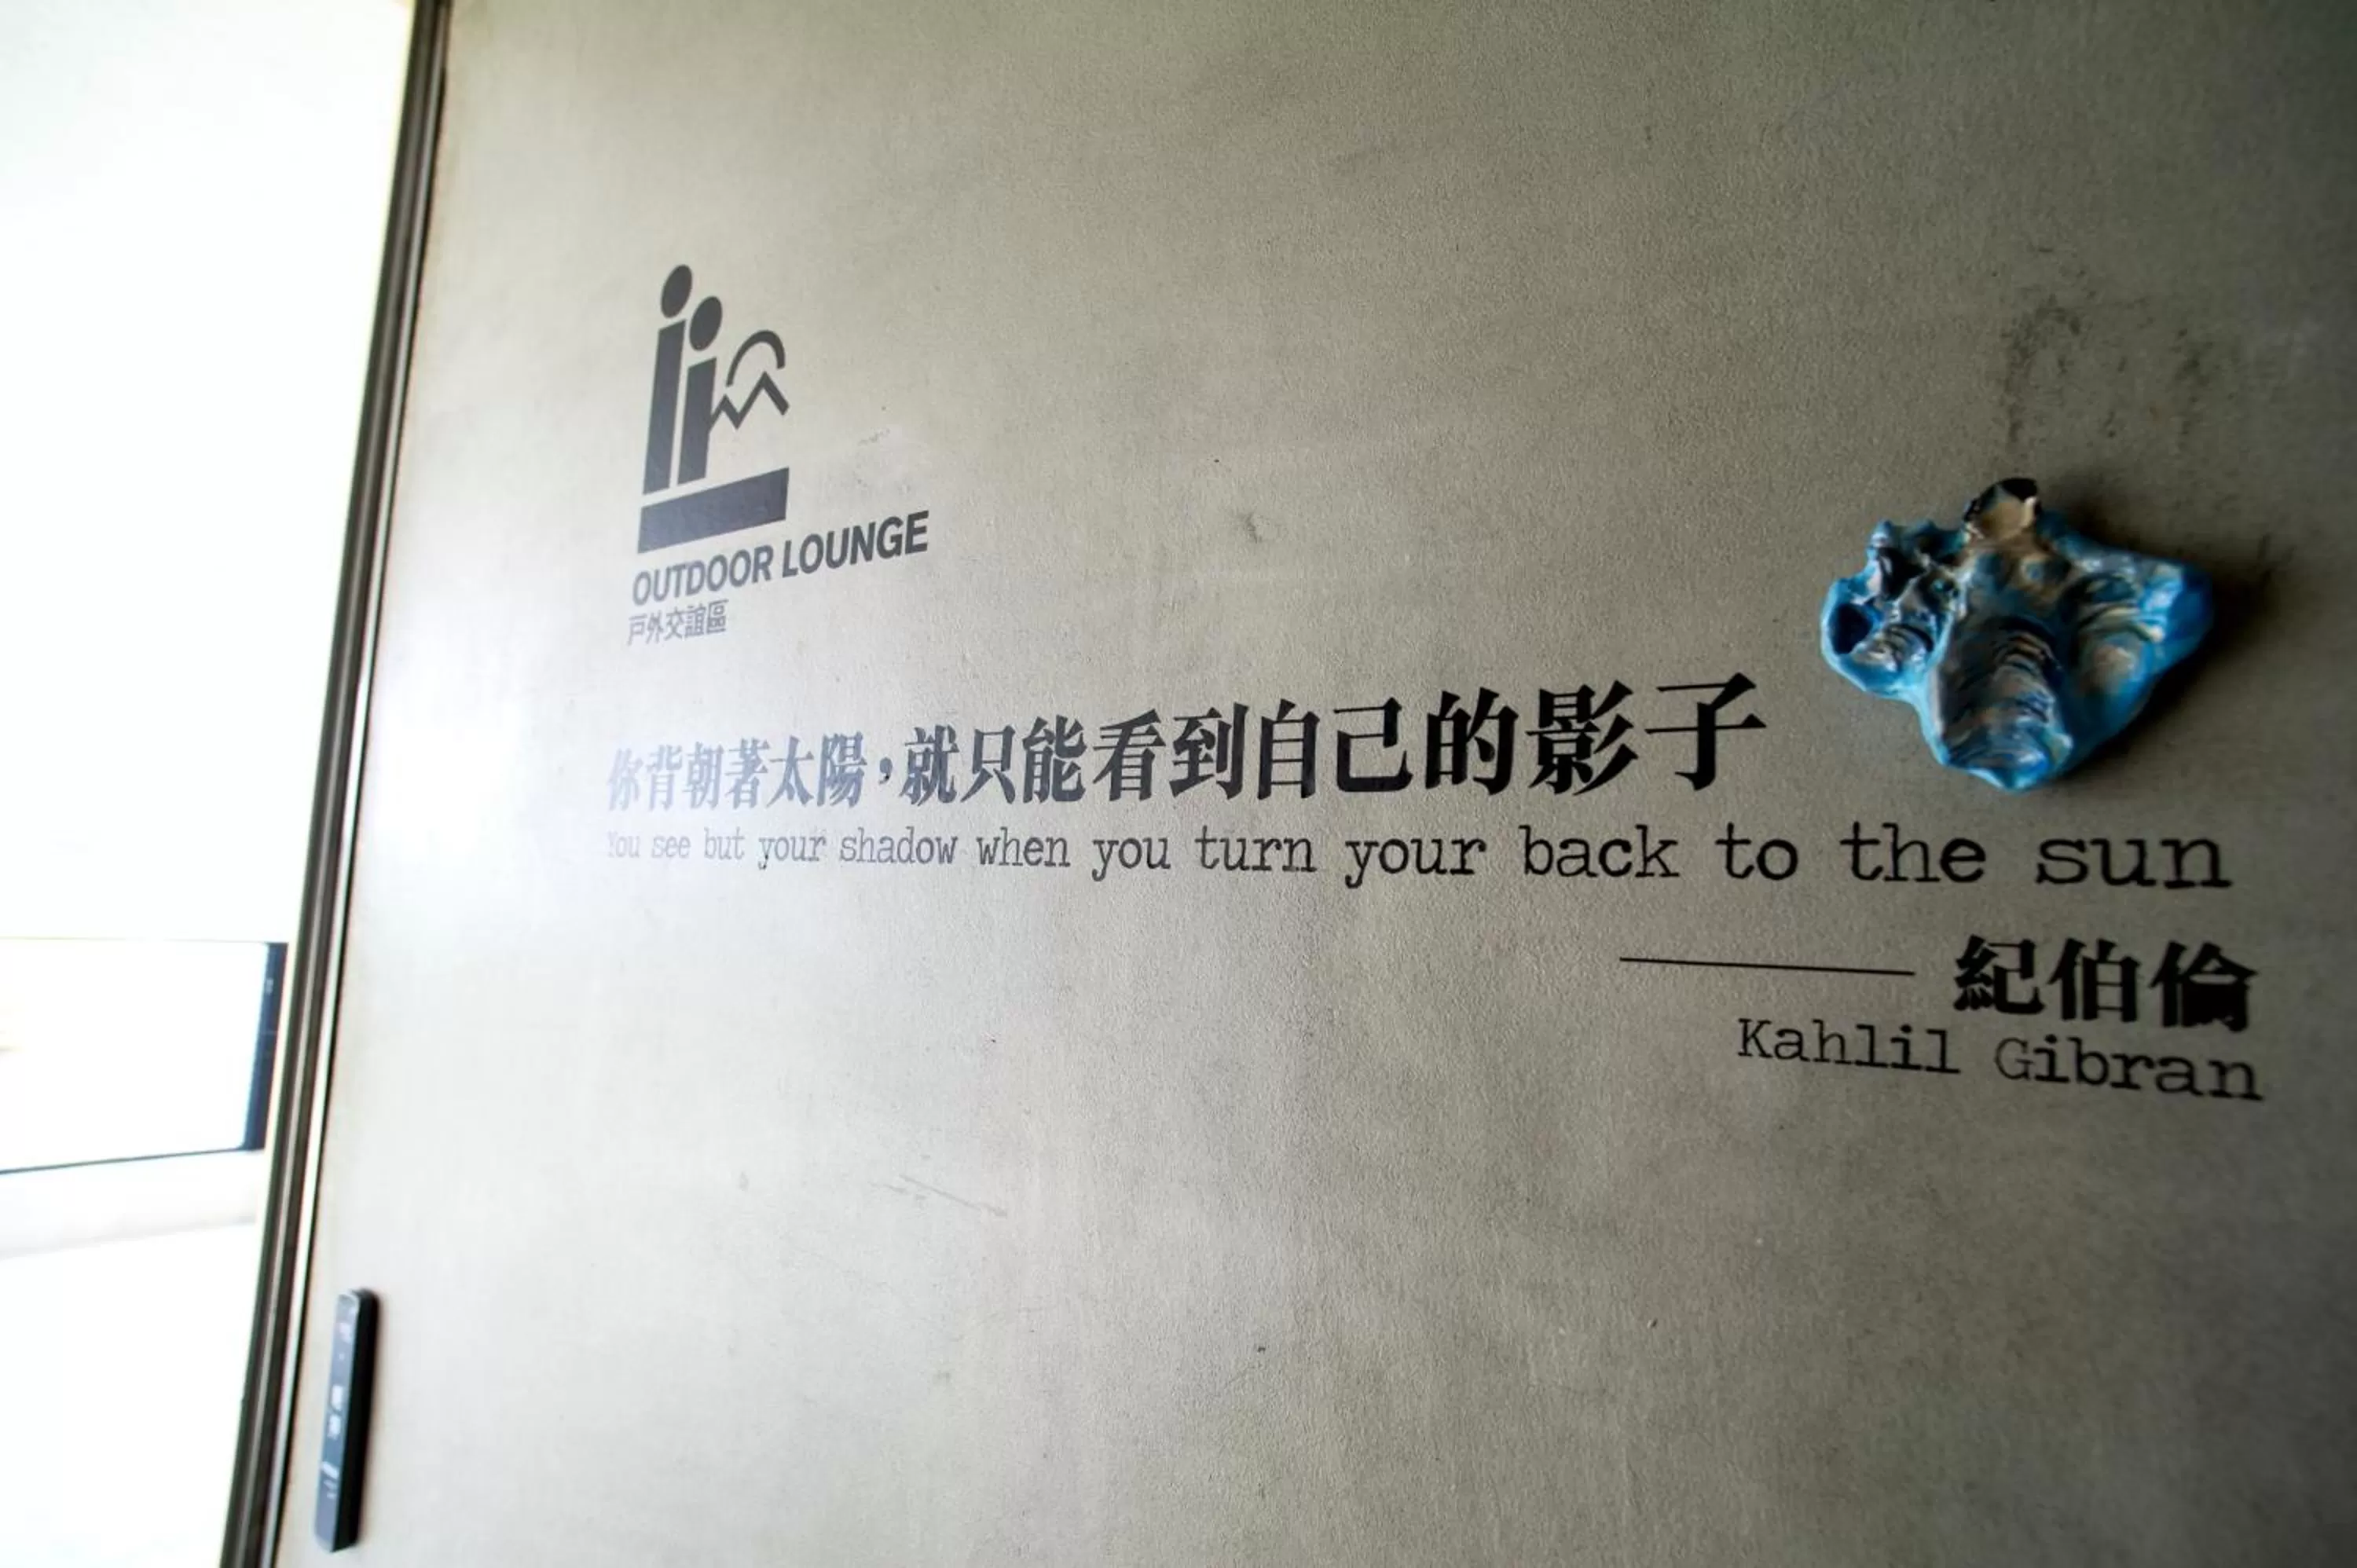 OUTDOOR LOUNGE
戶外交誼區
你背朝著太陽，就只能看到自己的影子
You see but your shadow when you turn your back to the sun
紀伯倫
Kahlil Gibran